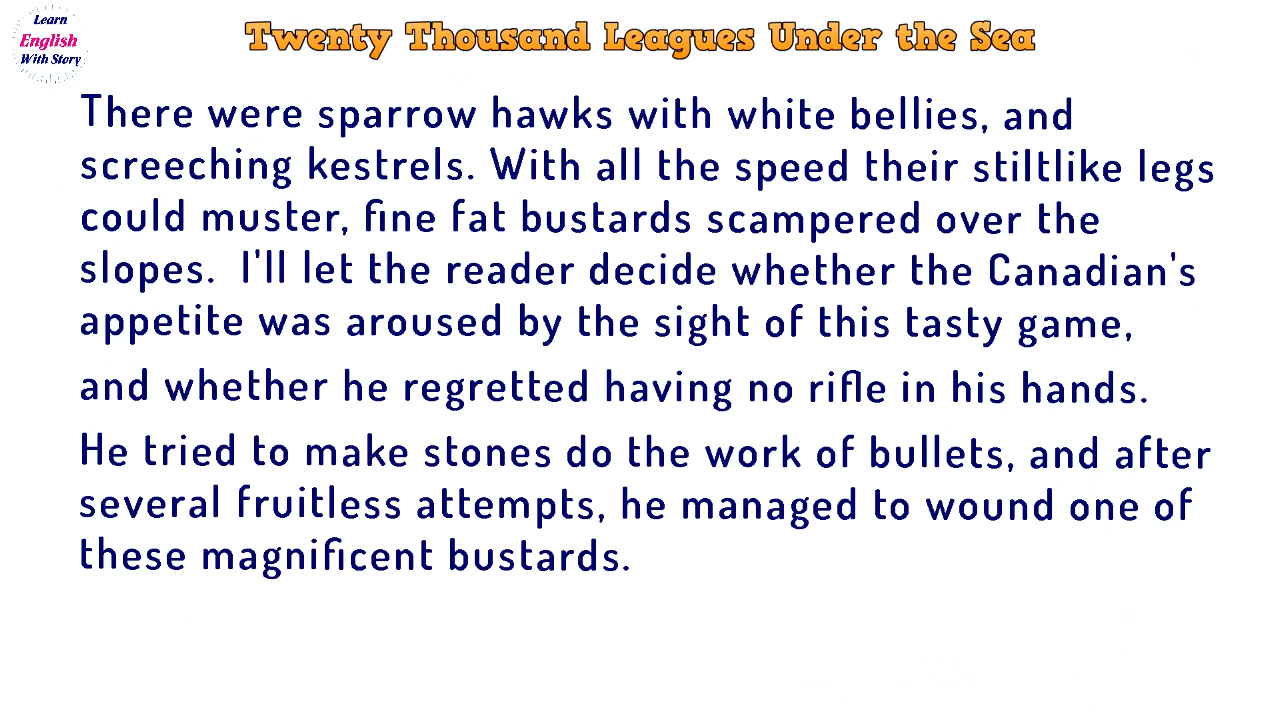 Learn
English
With Story
Twenty Thousand Leagues Under the Sea
There were sparrow hawks with white bellies, and
screeching kestrels. With all the speed their stiltlike legs
could muster, fine fat bustards scampered over the
slopes.  I'll let the reader decide whether the Canadian's
appetite was aroused by the sight of this tasty game,
and whether he regretted having no rifle in his hands.
He tried to make stones do the work of bullets, and after
several fruitless attempts, he managed to wound one of
these magnificent bustards.